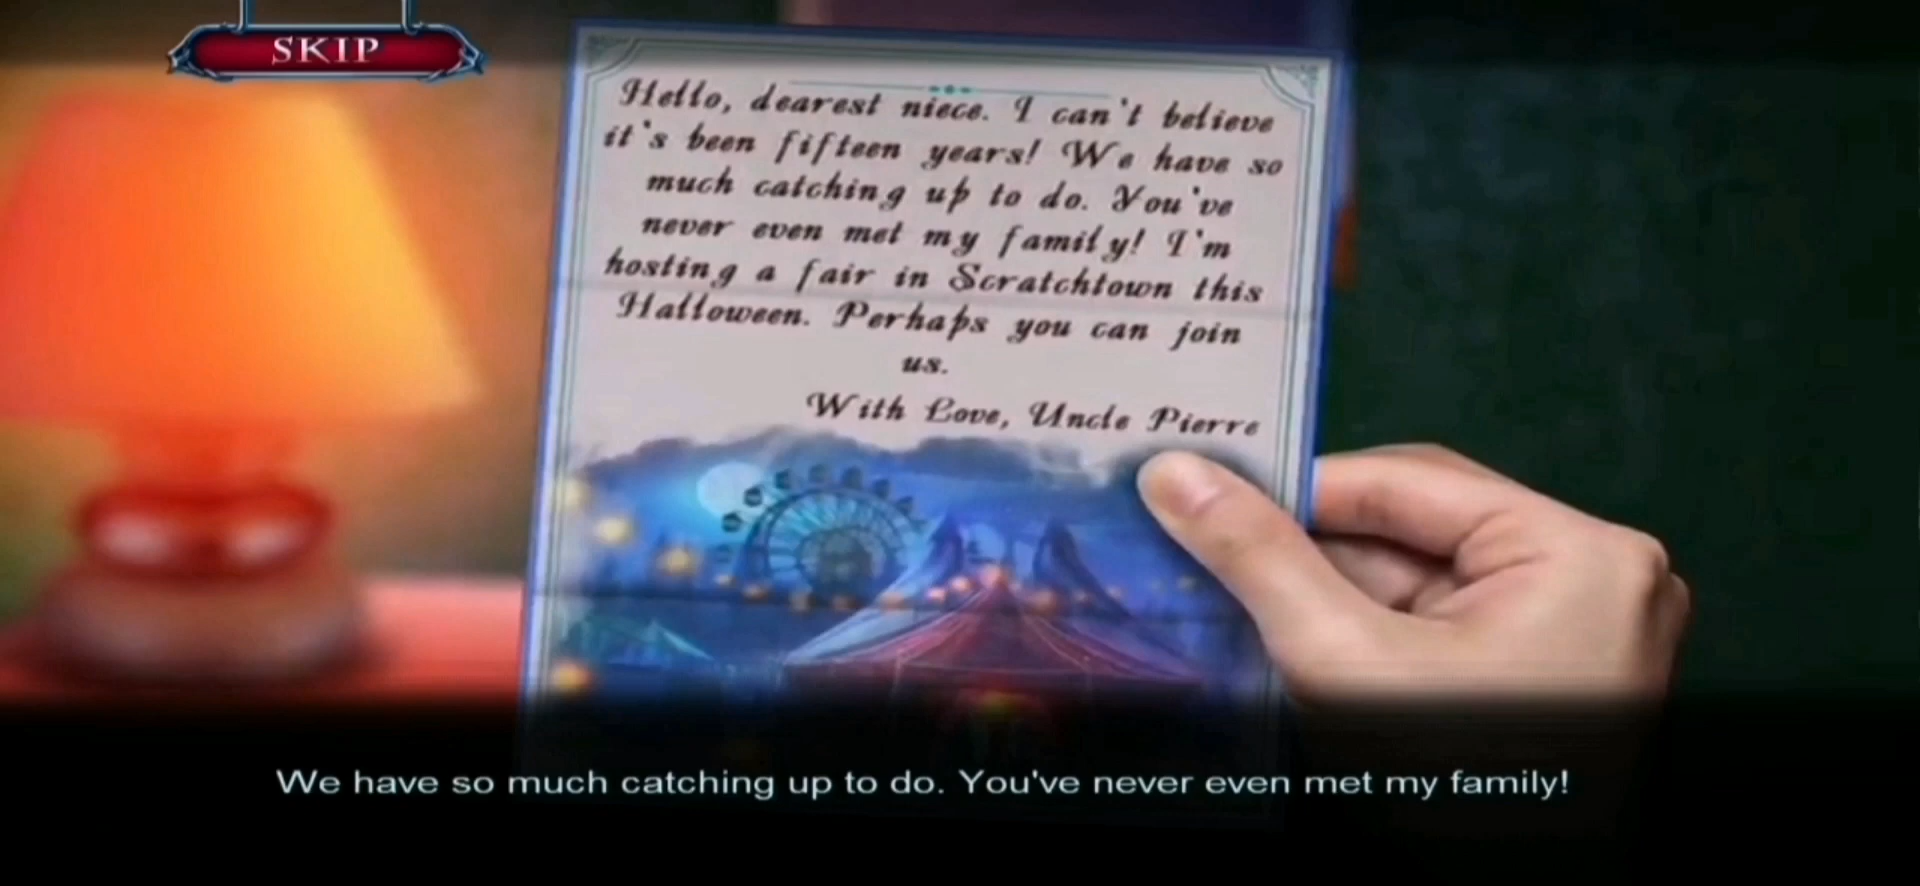 SKIP
Hello, dearest niece. I can't believe
it's been fifteen years! We have so
much catching up to do. You've
never even met my family! I'm
hosting a fair in Scratchtown this
Halloween. Perhaps you can join
us.
With Love, Uncle Pierre
We have so much catching up to do. You've never even met my family!